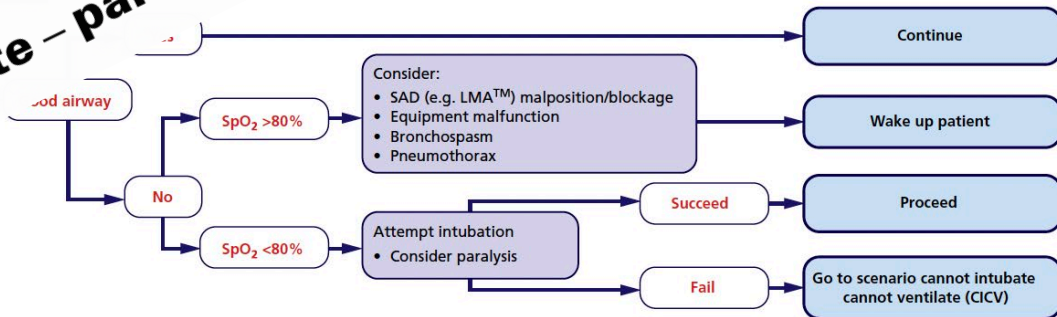 Continue
airway
Consider:
• SAD (e.g. LMA™) malposition/blockage
• Equipment malfunction
• Bronchospasm
• Pneumothorax
SpO₂ >80%
Wake up patient
No
Succeed
Proceed
Attempt intubation
• Consider paralysis
SpO₂ <80%
Fail
Go to scenario cannot intubate
cannot ventilate (CICV)